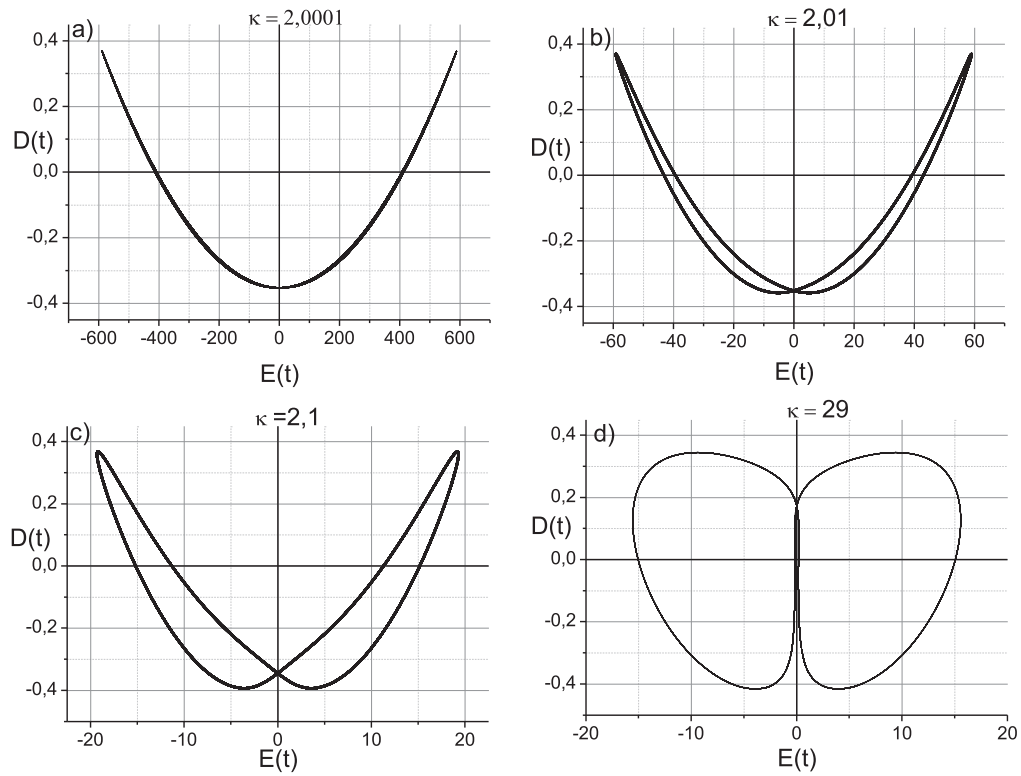 a)
κ = 2,0001
0,4
0,2
D(t)
0,0
-0,2
-0,4
-600 -400 -200 0 200 400 600
E(t)
b)
κ = 2,01
0,4
0,2
D(t)
0,0
-0,2
-0,4
-60 -40 -20 0 20 40 60
E(t)
c)
κ =2,1
0,4
0,2
D(t)
0,0
-0,2
-0,4
-20 -10 0 10 20
E(t)
d)
κ = 29
0,4
0,2
D(t)
0,0
-0,2
-0,4
-20 -10 0 10 20
E(t)